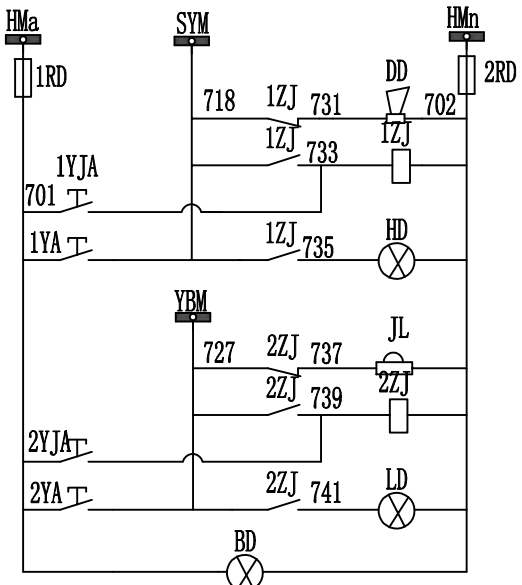 HMa
SYM
HMn
1RD
DD
2RD
718
1ZJ
731
702
1ZJ
733
1ZJ
1YJA
701
1YA
1ZJ
735
HD
YBM
727
2ZJ
737
JL
2ZJ
739
2ZJ
2YJA
2YA
2ZJ
741
LD
BD